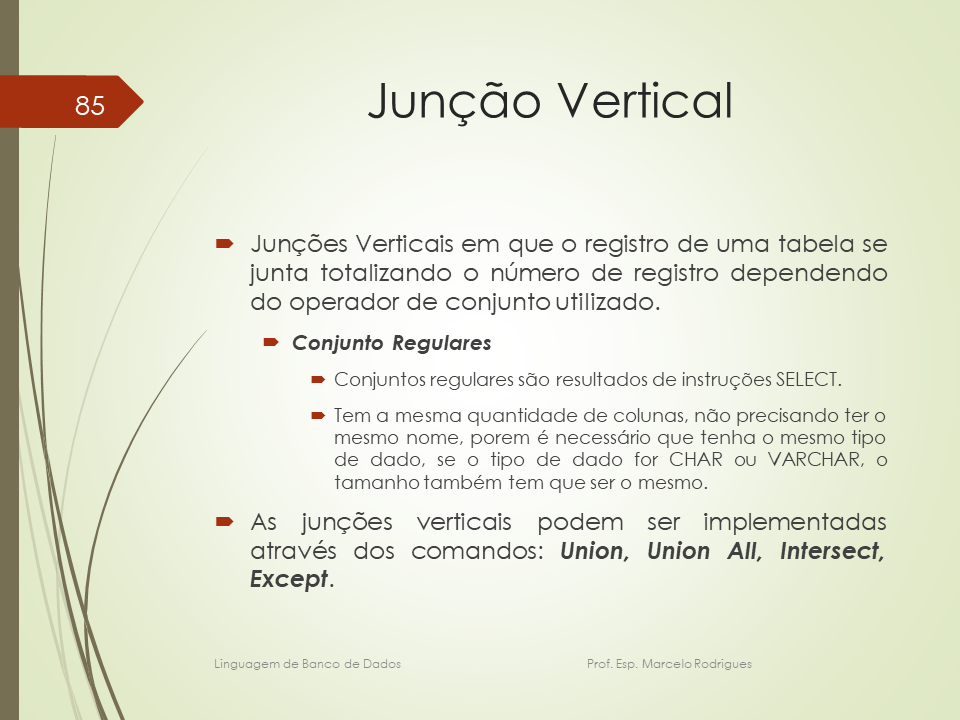 85
Junção Vertical
Junções Verticais em que o registro de uma tabela se
junta totalizando o número de registro dependendo
do operador de conjunto utilizado.
Conjunto Regulares
Conjuntos regulares são resultados de instruções SELECT.
Tem a mesma quantidade de colunas, não precisando ter o
mesmo nome, porem é necessário que tenha o mesmo tipo
de dado, se o tipo de dado for CHAR ou VARCHAR, o
tamanho também tem que ser o mesmo.
As junções verticais podem ser implementadas
através dos comandos: Union, Union All, Intersect,
Except.
Linguagem de Banco de Dados Prof. Esp. Marcelo Rodrigues